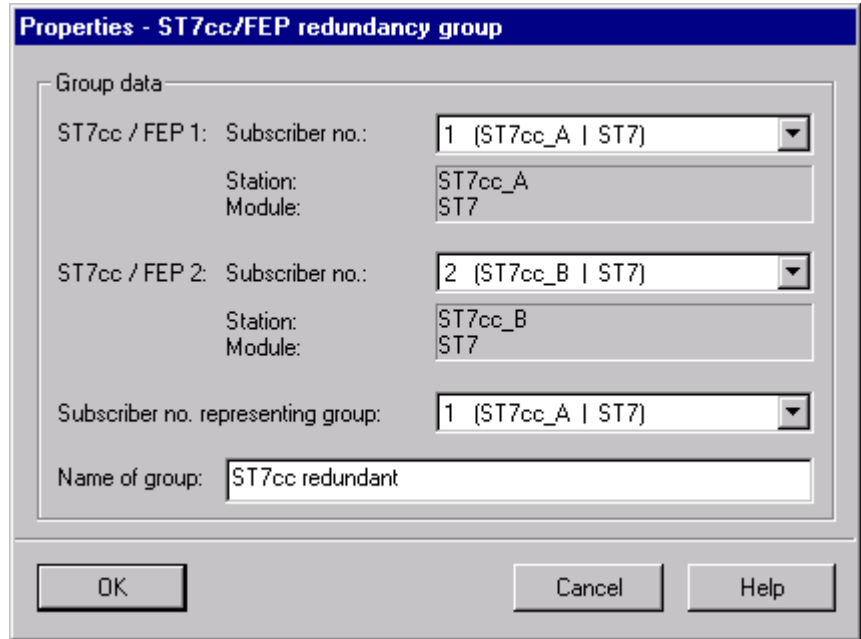 Properties - ST7cc/FEP redundancy group
Group data
ST7cc / FEP 1: Subscriber no.: 1 (ST7cc_A | ST7)
Station: ST7cc_A
Module: ST7
ST7cc / FEP 2: Subscriber no.: 2 (ST7cc_B | ST7)
Station: ST7cc_B
Module: ST7
Subscriber no. representing group: 1 (ST7cc_A | ST7)
Name of group: ST7cc redundant
OK Cancel Help